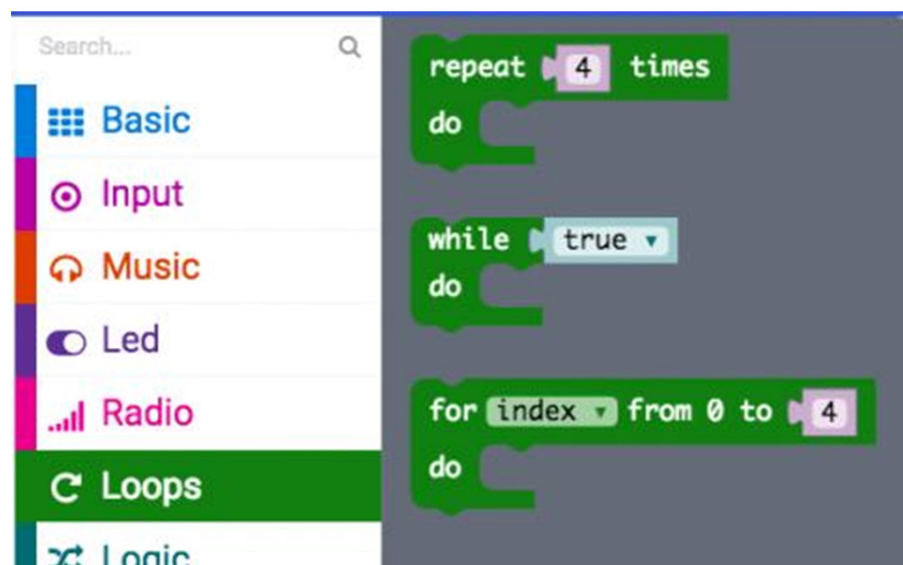 Search...
Basic
Input
Music
Led
Radio
Loops
Logic
repeat 4 times
do
while true
do
for index from 0 to 4
do